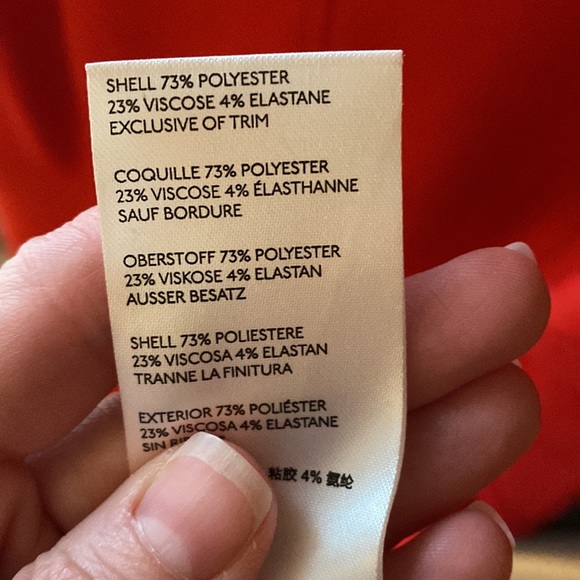 SHELL 73% POLYESTER
23% VISCOSE 4% ELASTANE
EXCLUSIVE OF TRIM
COQUILLE 73% POLYESTER
23% VISCOSE 4% ÉLASTHANNE
SAUF BORDURE
OBERSTOFF 73% POLYESTER
23% VISKOSE 4% ELASTAN
AUSSER BESATZ
SHELL 73% POLIESTERE
23% VISCOSA 4% ELASTAN
TRANNE LA FINITURA
EXTERIOR 73% POLIÉSTER
23% VISCOSA 4% ELASTANE
SIN
粘胶 4% 氨纶